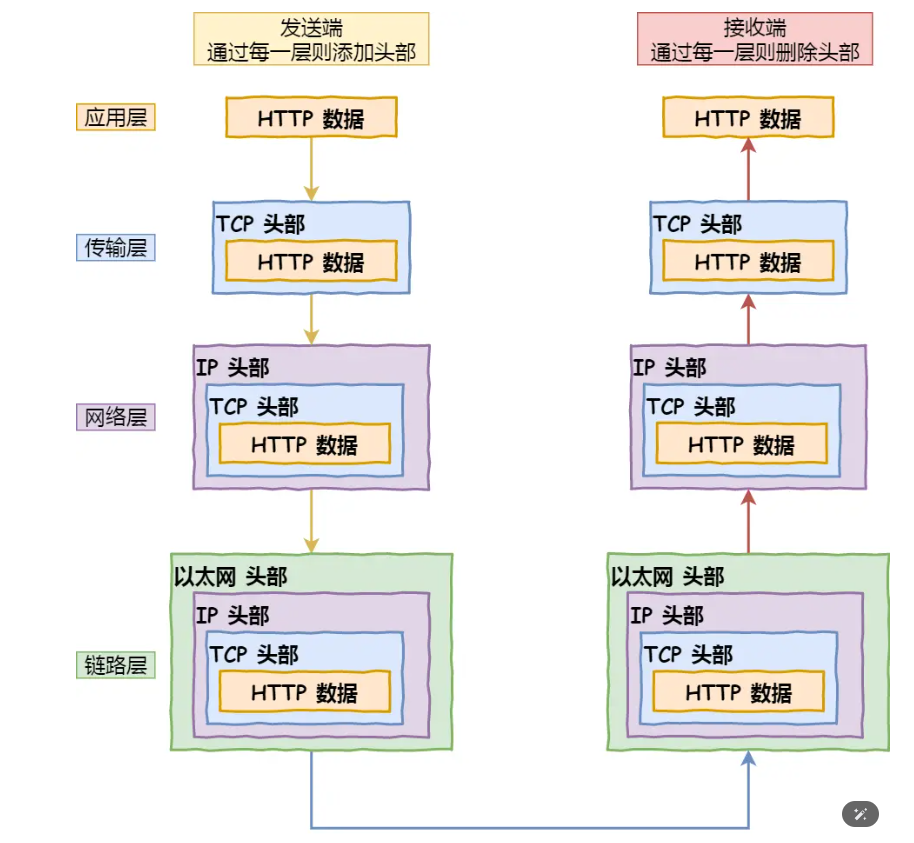 发送端
通过每一层则添加头部
接收端
通过每一层则删除头部
应用层
HTTP 数据
HTTP 数据
传输层
TCP 头部
HTTP 数据
TCP 头部
HTTP 数据
网络层
IP 头部
TCP 头部
HTTP 数据
IP 头部
TCP 头部
HTTP 数据
链路层
以太网 头部
IP 头部
TCP 头部
HTTP 数据
以太网 头部
IP 头部
TCP 头部
HTTP 数据